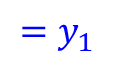 = y₁